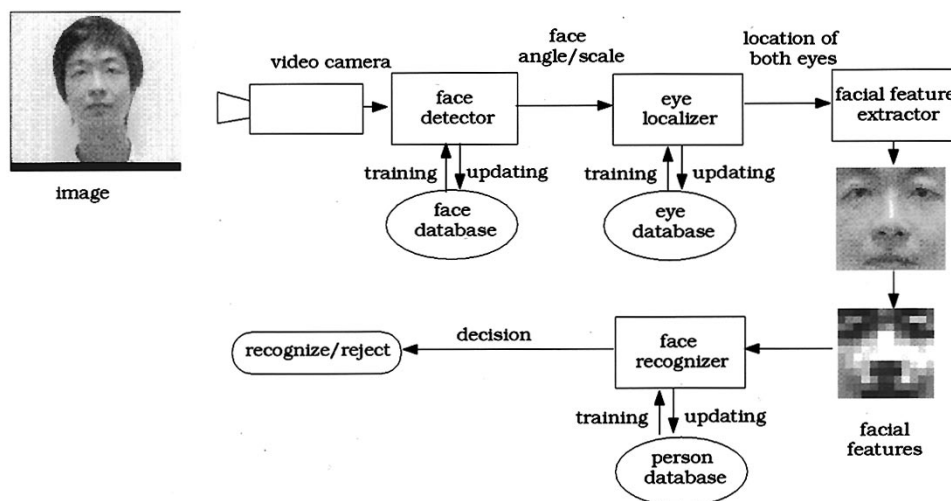 image
video camera
face
detector
face
angle/scale
eye
localizer
location of
both eyes
facial feature
extractor
training
updating
face
database
training
updating
eye
database
recognize/reject
decision
face
recognizer
training
updating
person
database
facial
features